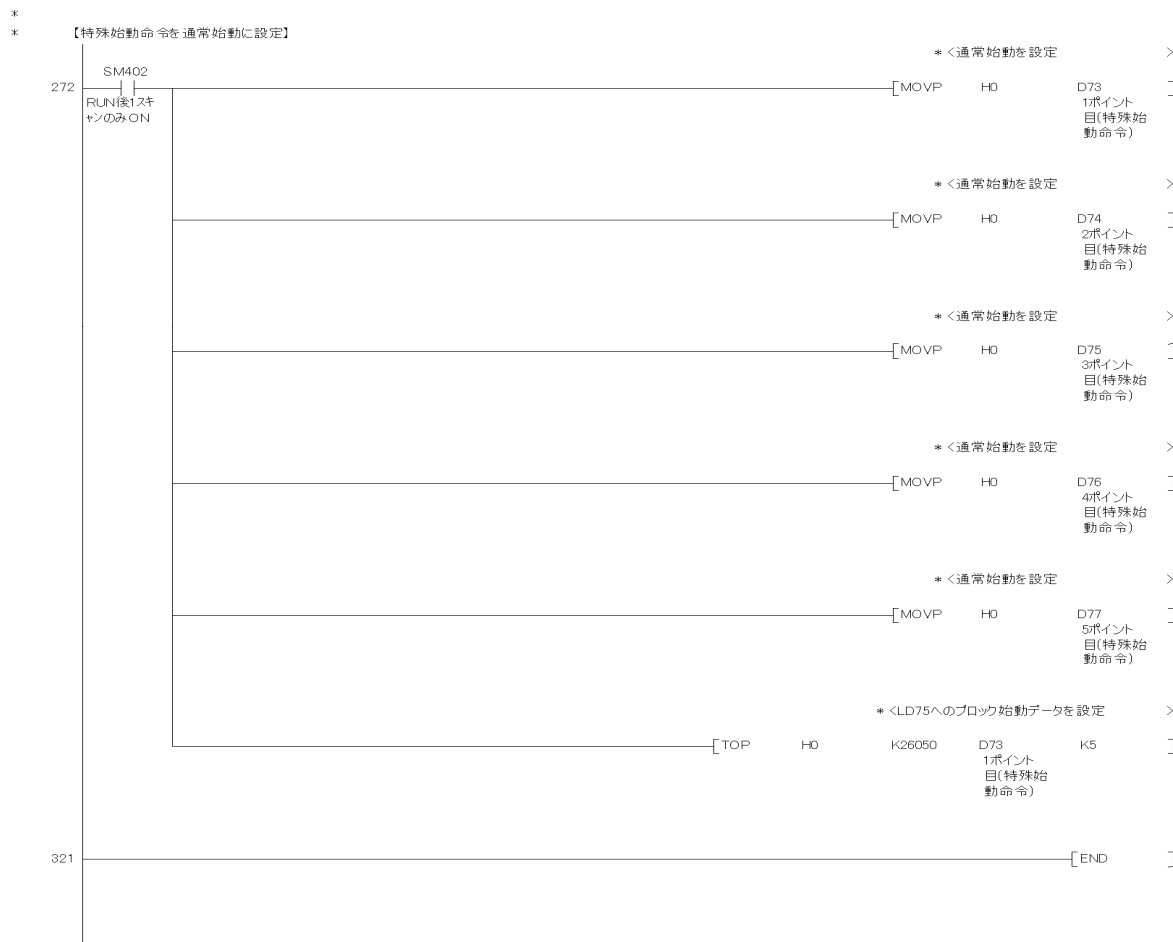 *
* 【特殊始動命令を通常始動に設定】
* <通常始動を設定 >
SM402
272
[MOVP H0 D73 ]
RUN後1スキ
ャンのみON
1ポイント
目(特殊始
動命令)
* <通常始動を設定 >
[MOVP H0 D74 ]
2ポイント
目(特殊始
動命令)
* <通常始動を設定 >
[MOVP H0 D75 ]
3ポイント
目(特殊始
動命令)
* <通常始動を設定 >
[MOVP H0 D76 ]
4ポイント
目(特殊始
動命令)
* <通常始動を設定 >
[MOVP H0 D77 ]
5ポイント
目(特殊始
動命令)
* <LD75へのブロック始動データを設定 >
[TOP H0 K26050 D73 K5 ]
1ポイント
目(特殊始
動命令)
321 [END ]